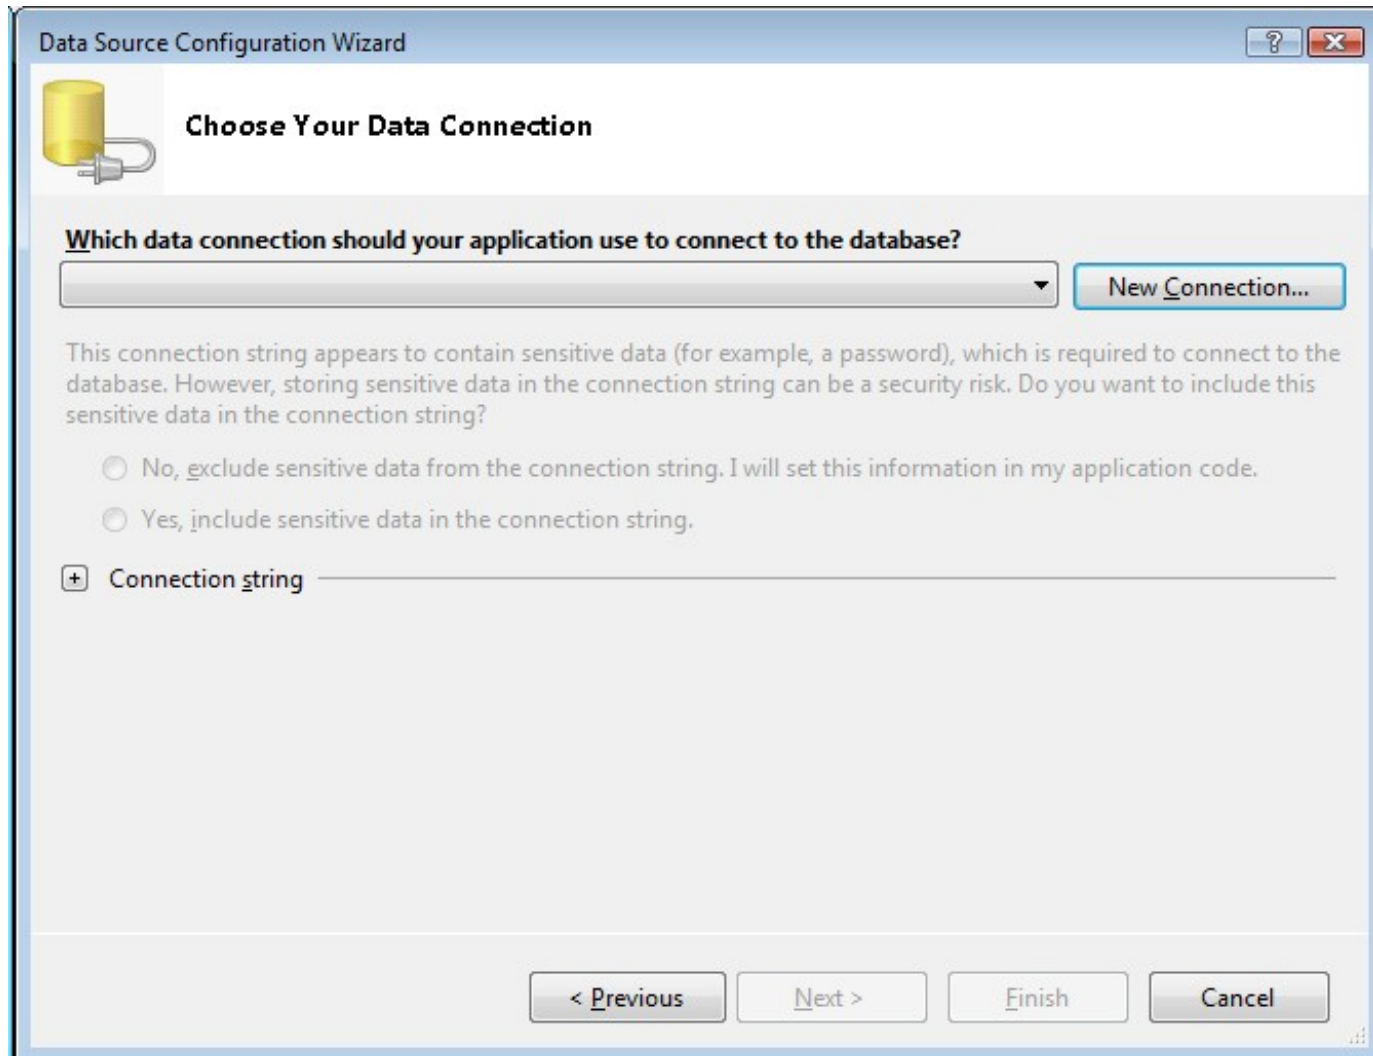 Data Source Configuration Wizard
?
Choose Your Data Connection
Which data connection should your application use to connect to the database?
New Connection...
This connection string appears to contain sensitive data (for example, a password), which is required to connect to the
database. However, storing sensitive data in the connection string can be a security risk. Do you want to include this
sensitive data in the connection string?
No, exclude sensitive data from the connection string. I will set this information in my application code.
Yes, include sensitive data in the connection string.
+ Connection string
< Previous Next > Finish Cancel